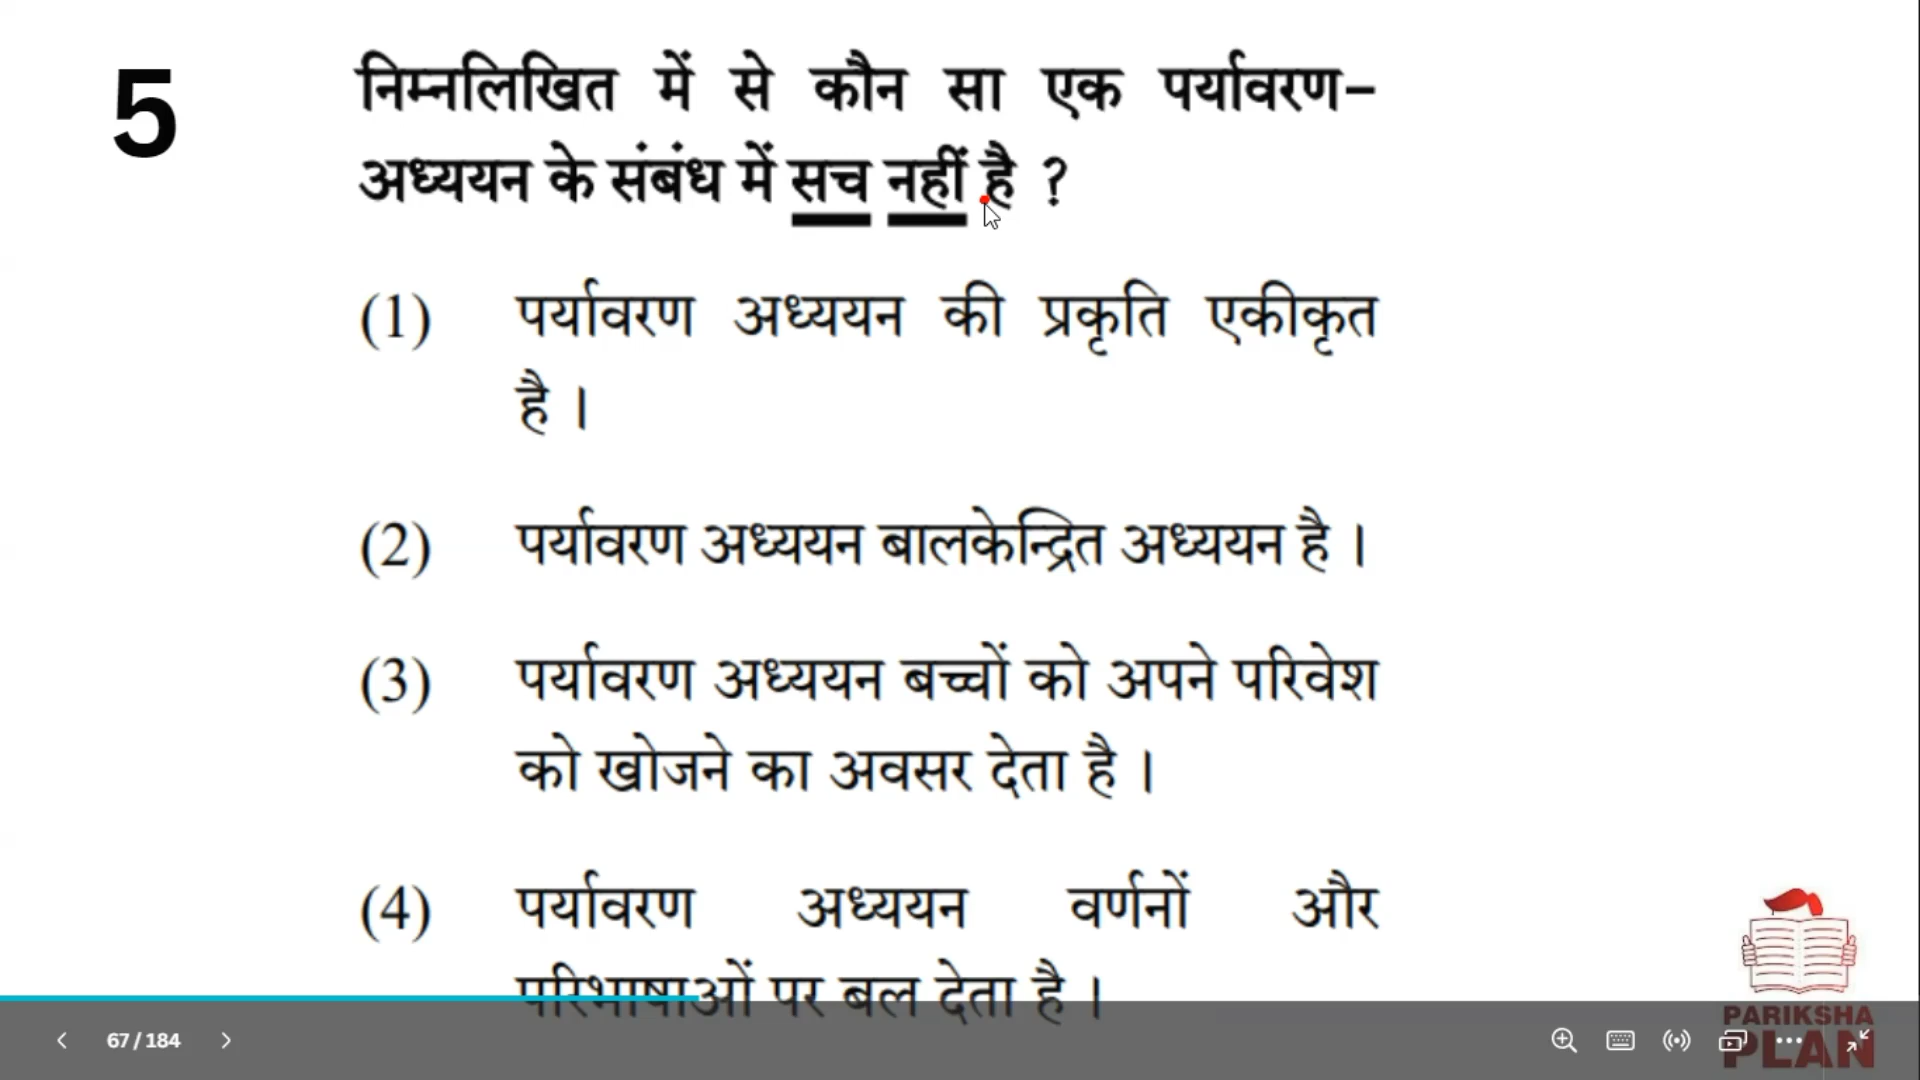 5
निम्नलिखित में से कौन सा एक पर्यावरण–
अध्ययन के संबंध में सच नहीं है ?
(1) पर्यावरण अध्ययन की प्रकृति एकीकृत
है ।
(2) पर्यावरण अध्ययन बालकेन्द्रित अध्ययन है ।
(3) पर्यावरण अध्ययन बच्चों को अपने परिवेश
को खोजने का अवसर देता है ।
(4) पर्यावरण अध्ययन वर्णनों और
परिभाषाओं पर बल देता है ।
67 / 184
PARIKSHA
PLAN